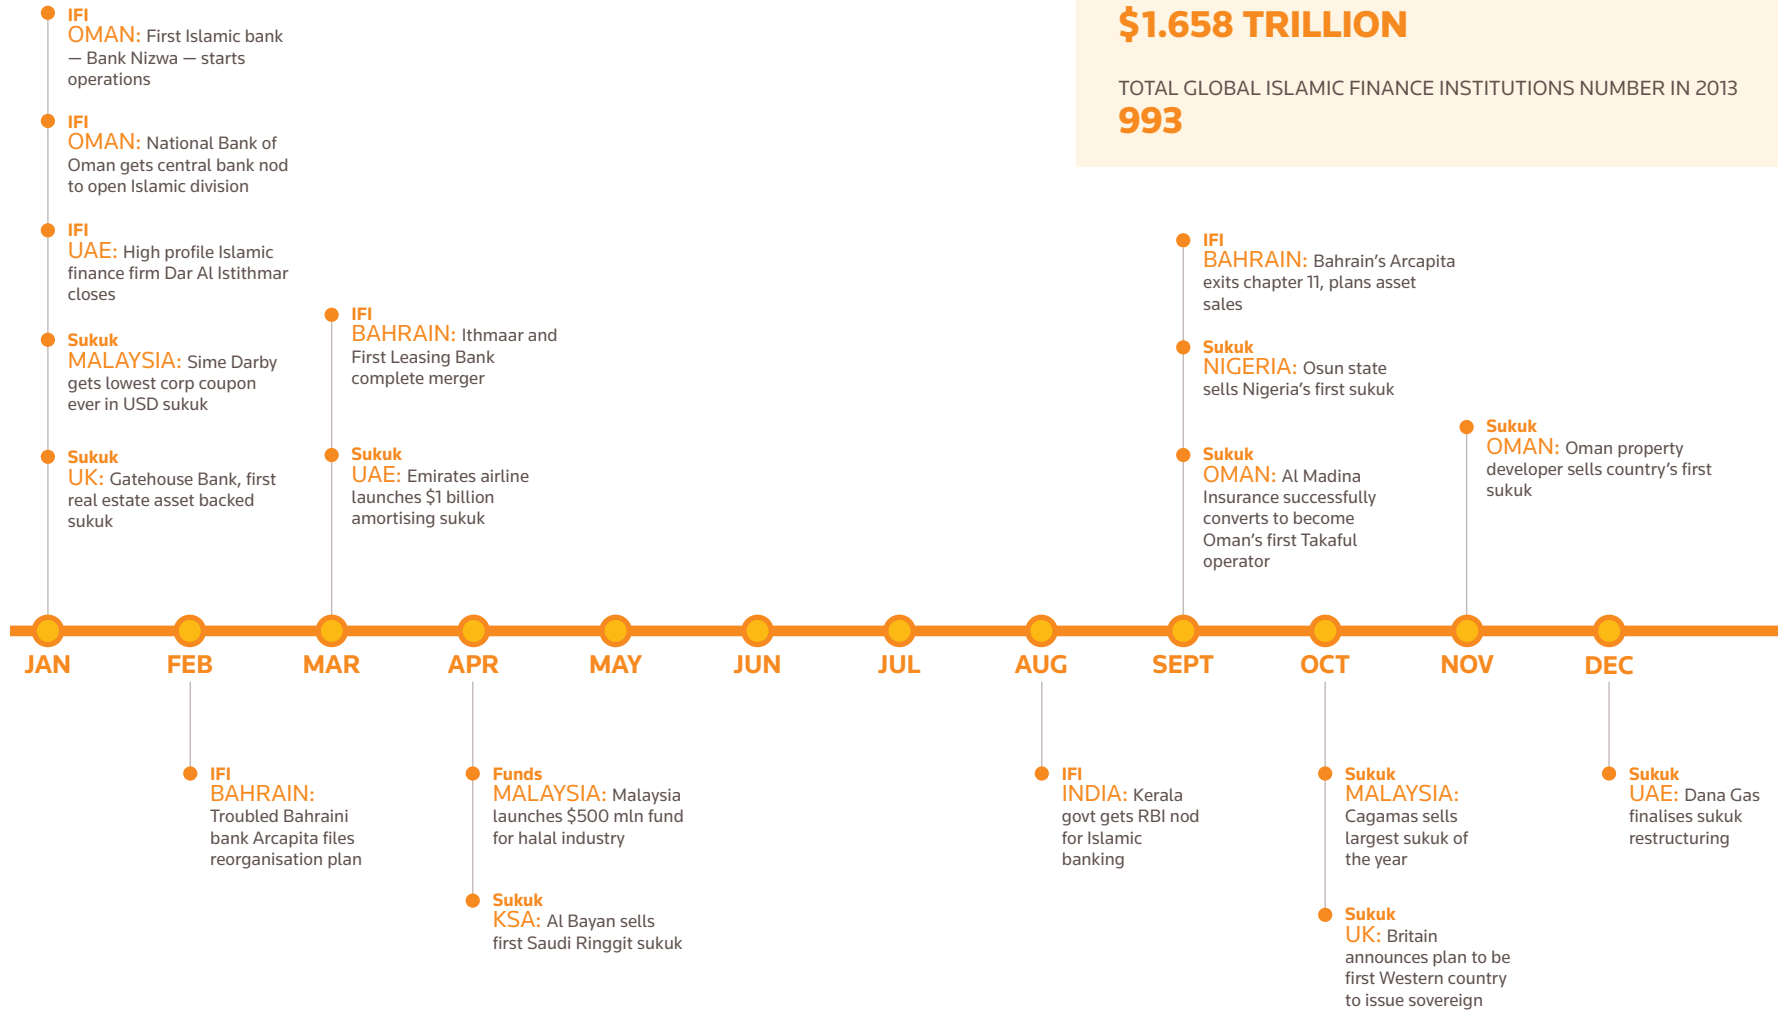 IFI
OMAN: First Islamic bank
— Bank Nizwa — starts
operations
IFI
OMAN: National Bank of
Oman gets central bank nod
to open Islamic division
IFI
UAE: High profile Islamic
finance firm Dar Al Istithmar
closes
Sukuk
MALAYSIA: Sime Darby
gets lowest corp coupon
ever in USD sukuk
Sukuk
UK: Gatehouse Bank, first
real estate asset backed
sukuk
IFI
BAHRAIN: Ithmaar and
First Leasing Bank
complete merger
Sukuk
UAE: Emirates airline
launches $1 billion
amortising sukuk
$1.658 TRILLION
TOTAL GLOBAL ISLAMIC FINANCE INSTITUTIONS NUMBER IN 2013
993
IFI
BAHRAIN: Bahrain’s Arcapita
exits chapter 11, plans asset
sales
Sukuk
NIGERIA: Osun state
sells Nigeria’s first sukuk
Sukuk
OMAN: Al Madina
Insurance successfully
converts to become
Oman’s first Takaful
operator
Sukuk
OMAN: Oman property
developer sells country’s first
sukuk
JAN FEB MAR APR MAY JUN JUL AUG SEPT OCT NOV DEC
IFI
BAHRAIN:
Troubled Bahraini
bank Arcapita files
reorganisation plan
Funds
MALAYSIA: Malaysia
launches $500 mln fund
for halal industry
Sukuk
KSA: Al Bayan sells
first Saudi Ringgit sukuk
IFI
INDIA: Kerala
govt gets RBI nod
for Islamic
banking
Sukuk
MALAYSIA:
Cagamas sells
largest sukuk of
the year
Sukuk
UK: Britain
announces plan to be
first Western country
to issue sovereign
Sukuk
UAE: Dana Gas
finalises sukuk
restructuring